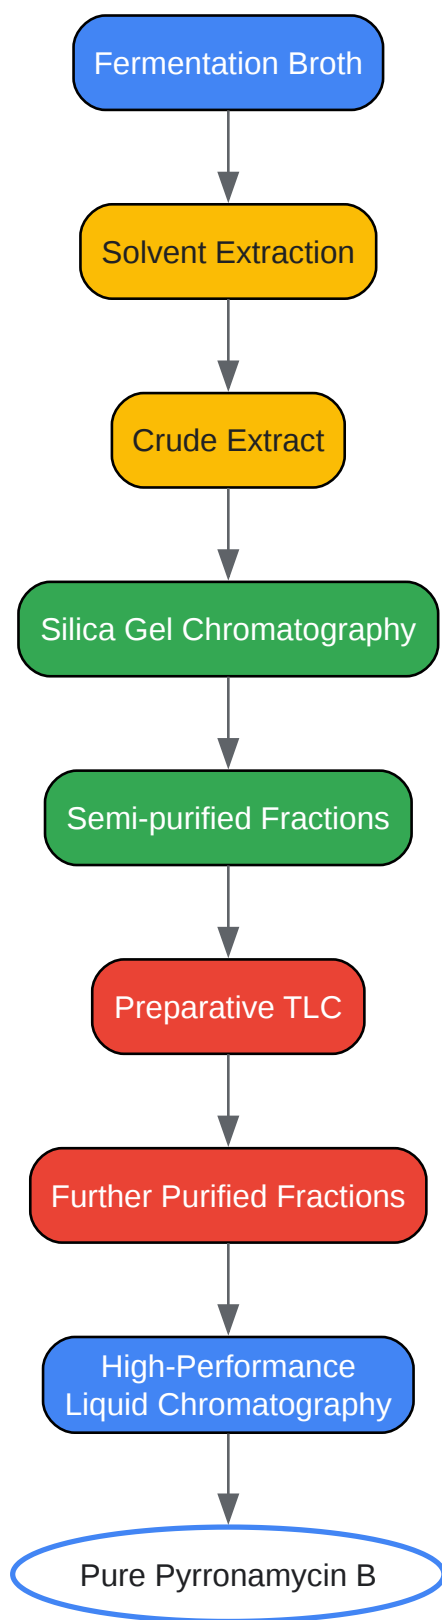 Fermentation Broth
Solvent Extraction
Crude Extract
Silica Gel Chromatography
Semi-purified Fractions
Preparative TLC
Further Purified Fractions
High-Performance
Liquid Chromatography
Pure Pyrronamycin B